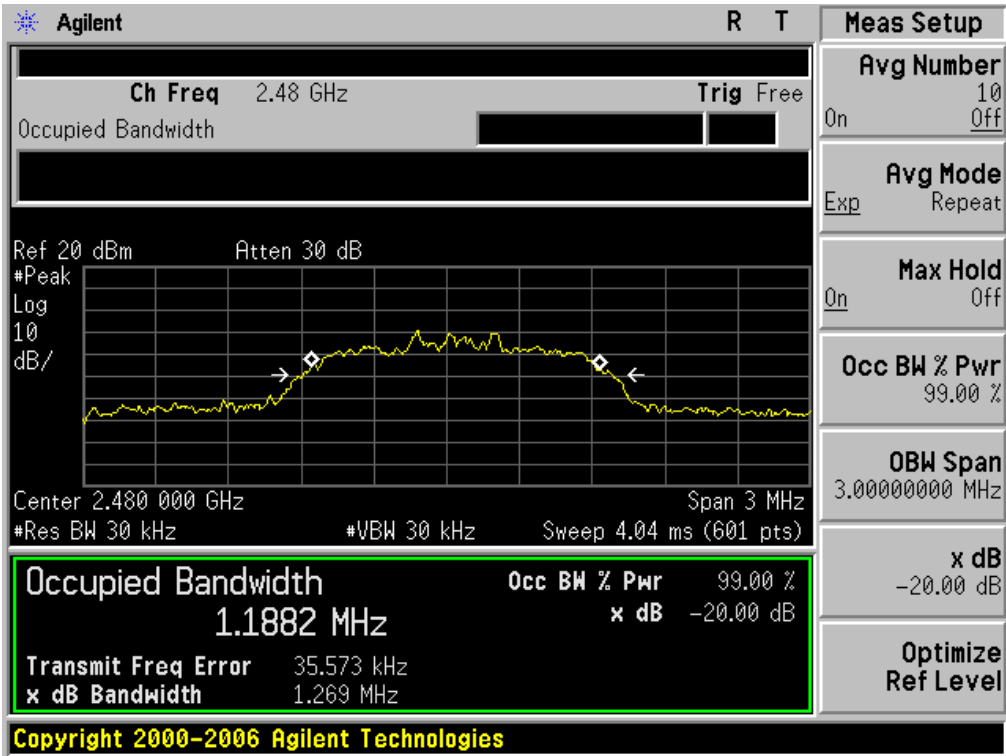 Agilent R T
Ch Freq 2.48 GHz Trig Free
Occupied Bandwidth
Ref 20 dBm Atten 30 dB
#Peak
Log
10
dB/
Center 2.480 000 GHz Span 3 MHz
#Res BW 30 kHz #VBW 30 kHz Sweep 4.04 ms (601 pts)
Occupied Bandwidth Occ BW % Pwr 99.00 %
1.1882 MHz x dB -20.00 dB
Transmit Freq Error 35.573 kHz
x dB Bandwidth 1.269 MHz
Copyright 2000-2006 Agilent Technologies
Meas Setup
Avg Number
10
On Off
Avg Mode
Exp Repeat
Max Hold
On Off
Occ BW % Pwr
99.00 %
OBW Span
3.00000000 MHz
x dB
-20.00 dB
Optimize
Ref Level